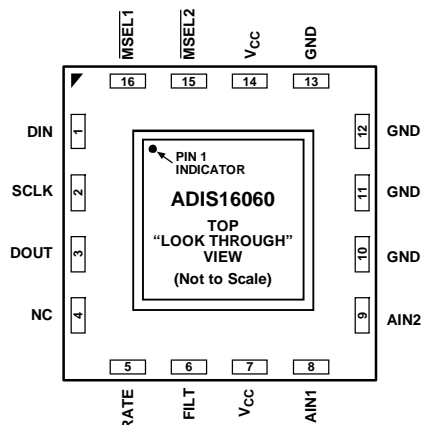 MSEL1
MSEL2
VCC
GND
16
15
14
13
DIN
1
12
GND
PIN 1
INDICATOR
SCLK
2
ADIS16060
11
GND
TOP
"LOOK THROUGH"
VIEW
DOUT
3
10
GND
(Not to Scale)
NC
4
9
AIN2
5
6
7
8
RATE
FILT
VCC
AIN1